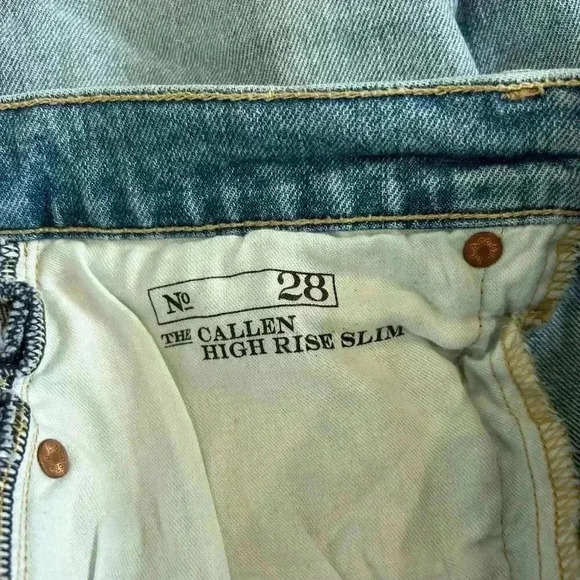 No 28
THE CALLEN
HIGH RISE SLIM